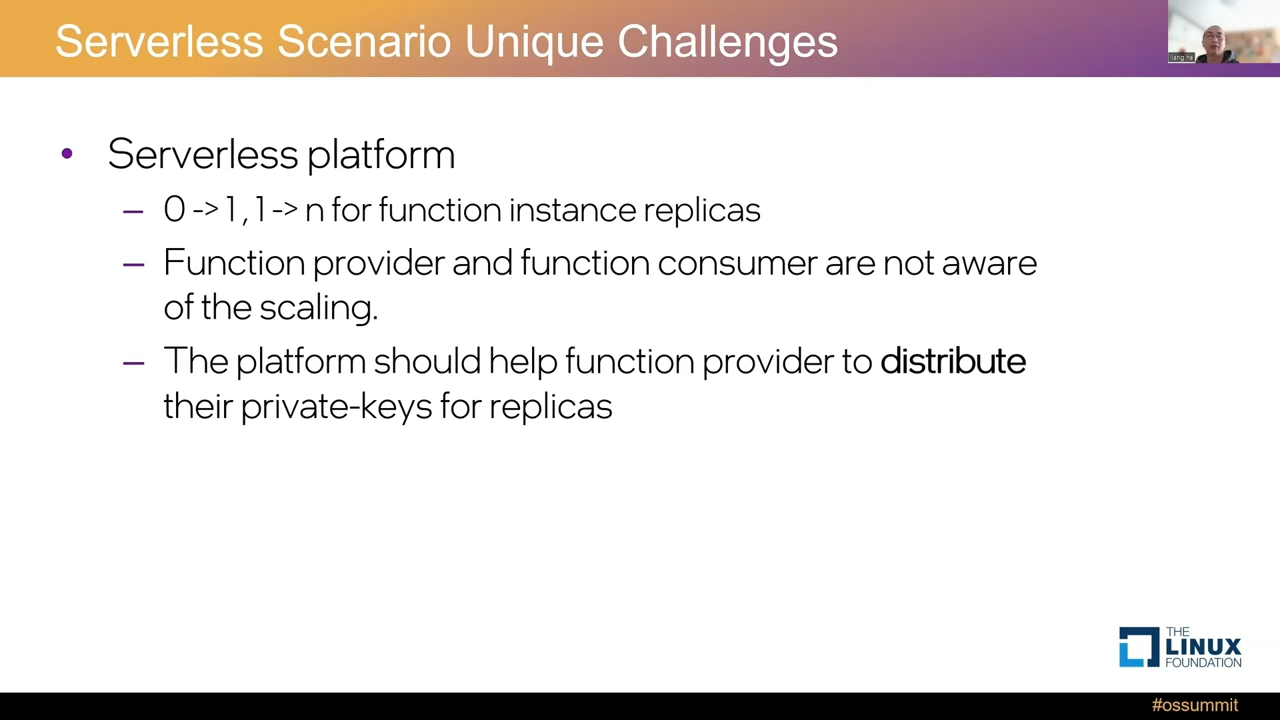 Serverless Scenario Unique Challenges
liang he
• Serverless platform
– 0 -> 1, 1 -> n for function instance replicas
– Function provider and function consumer are not aware
of the scaling.
– The platform should help function provider to distribute
their private-keys for replicas
THE
LINUX
FOUNDATION
#ossummit